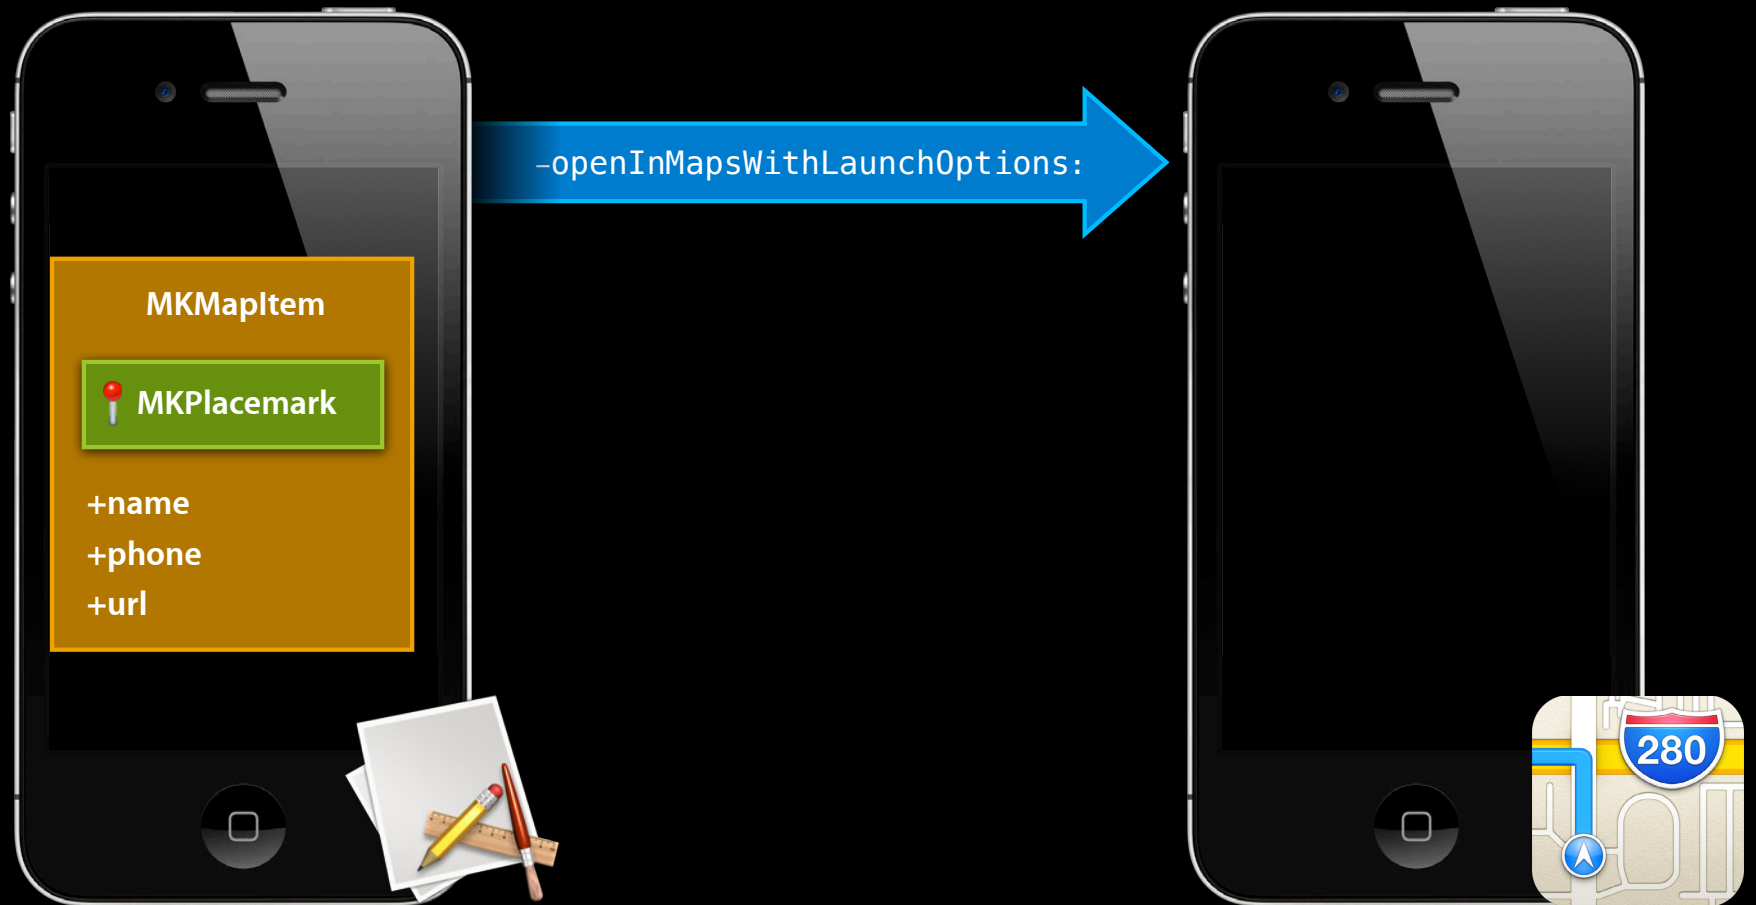 –openInMapsWithLaunchOptions:
MKMapItem
MKPlacemark
+name
+phone
+url
280